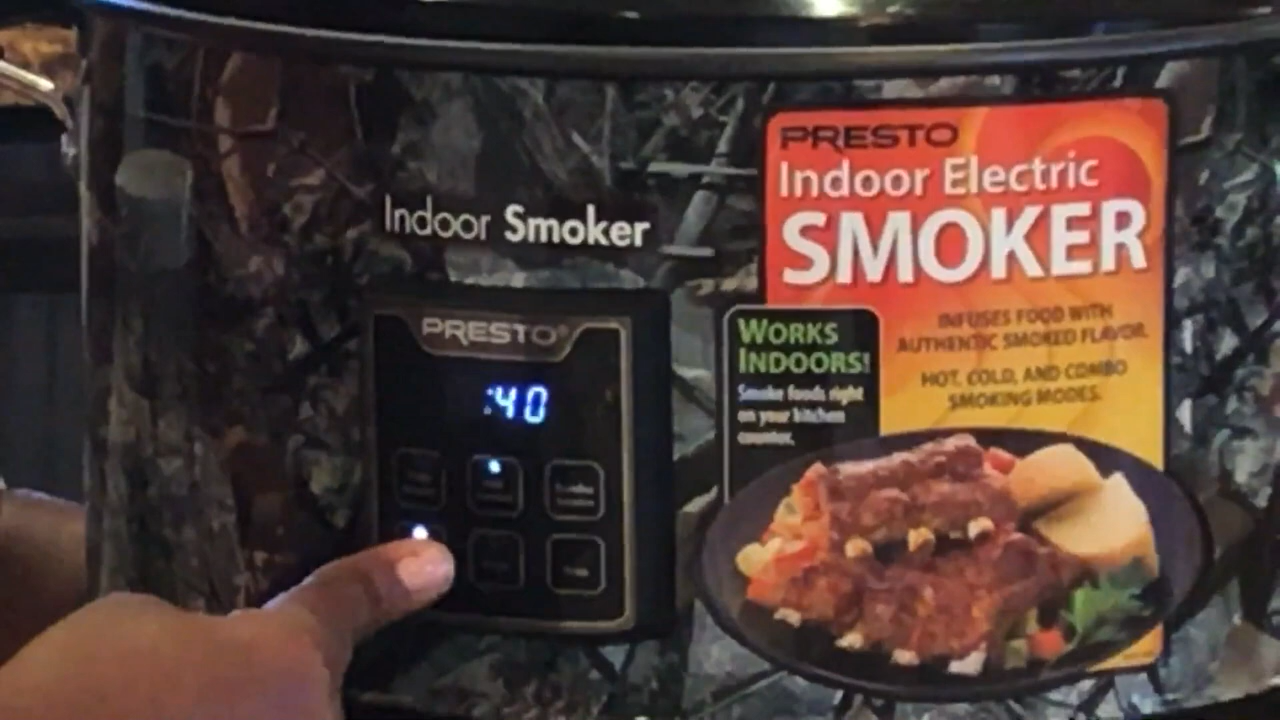 Indoor Smoker
PRESTO®
:40
PRESTO
Indoor Electric
SMOKER
INFUSES FOOD WITH
AUTHENTIC SMOKED FLAVOR.
HOT, COLD, AND COMBO
SMOKING MODES.
WORKS
INDOORS!
Smoke foods right
on your kitchen
counter.